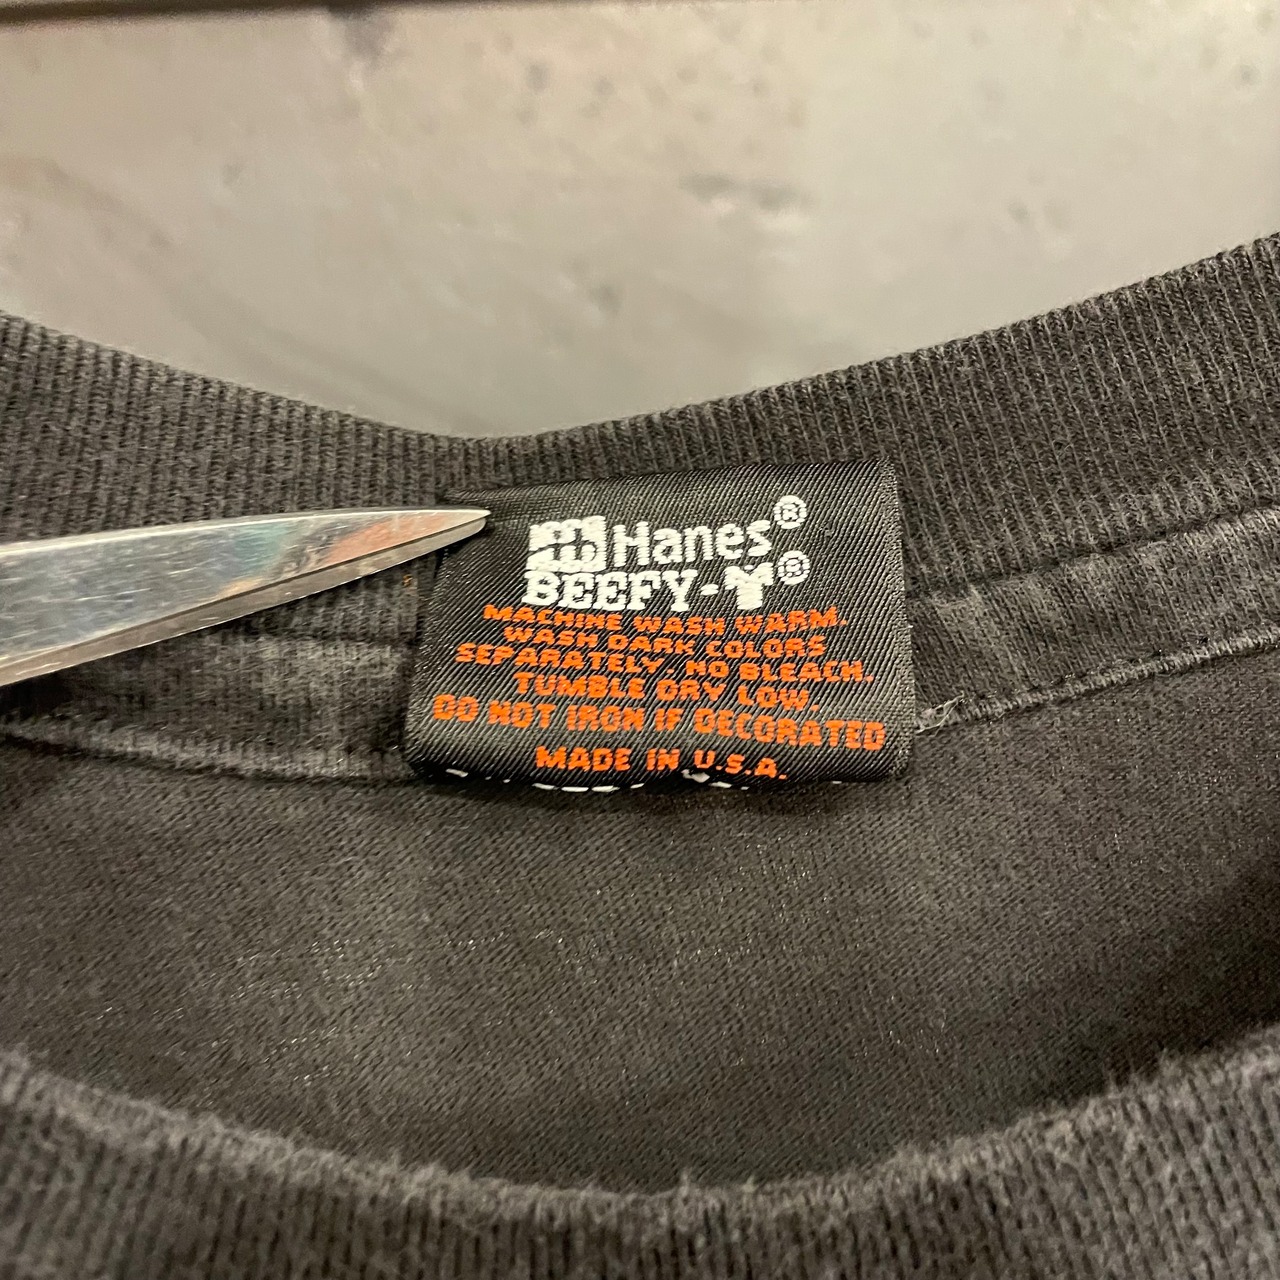 Hanes®
BEEFY-T®
MACHINE WASH WARM.
WASH DARK COLORS
SEPARATELY. NO BLEACH.
TUMBLE DRY LOW.
DO NOT IRON IF DECORATED
MADE IN U.S.A.